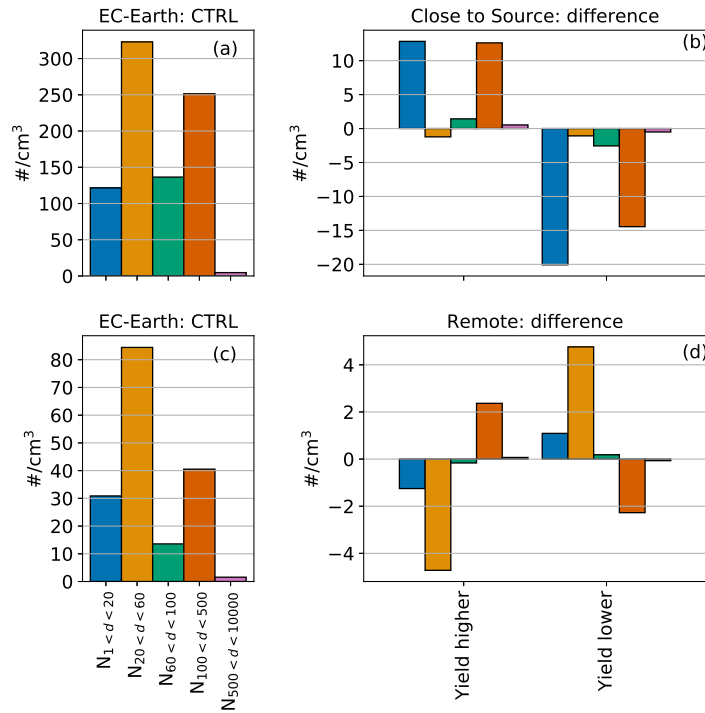 EC-Earth: CTRL
(a)
#/cm³
300
250
200
150
100
50
0
Close to Source: difference
(b)
#/cm³
10
5
0
−5
−10
−15
−20
EC-Earth: CTRL
(c)
#/cm³
80
70
60
50
40
30
20
10
0
N1 < d < 20
N20 < d < 60
N60 < d < 100
N100 < d < 500
N500 < d < 10000
Remote: difference
(d)
#/cm³
4
2
0
−2
−4
Yield higher
Yield lower